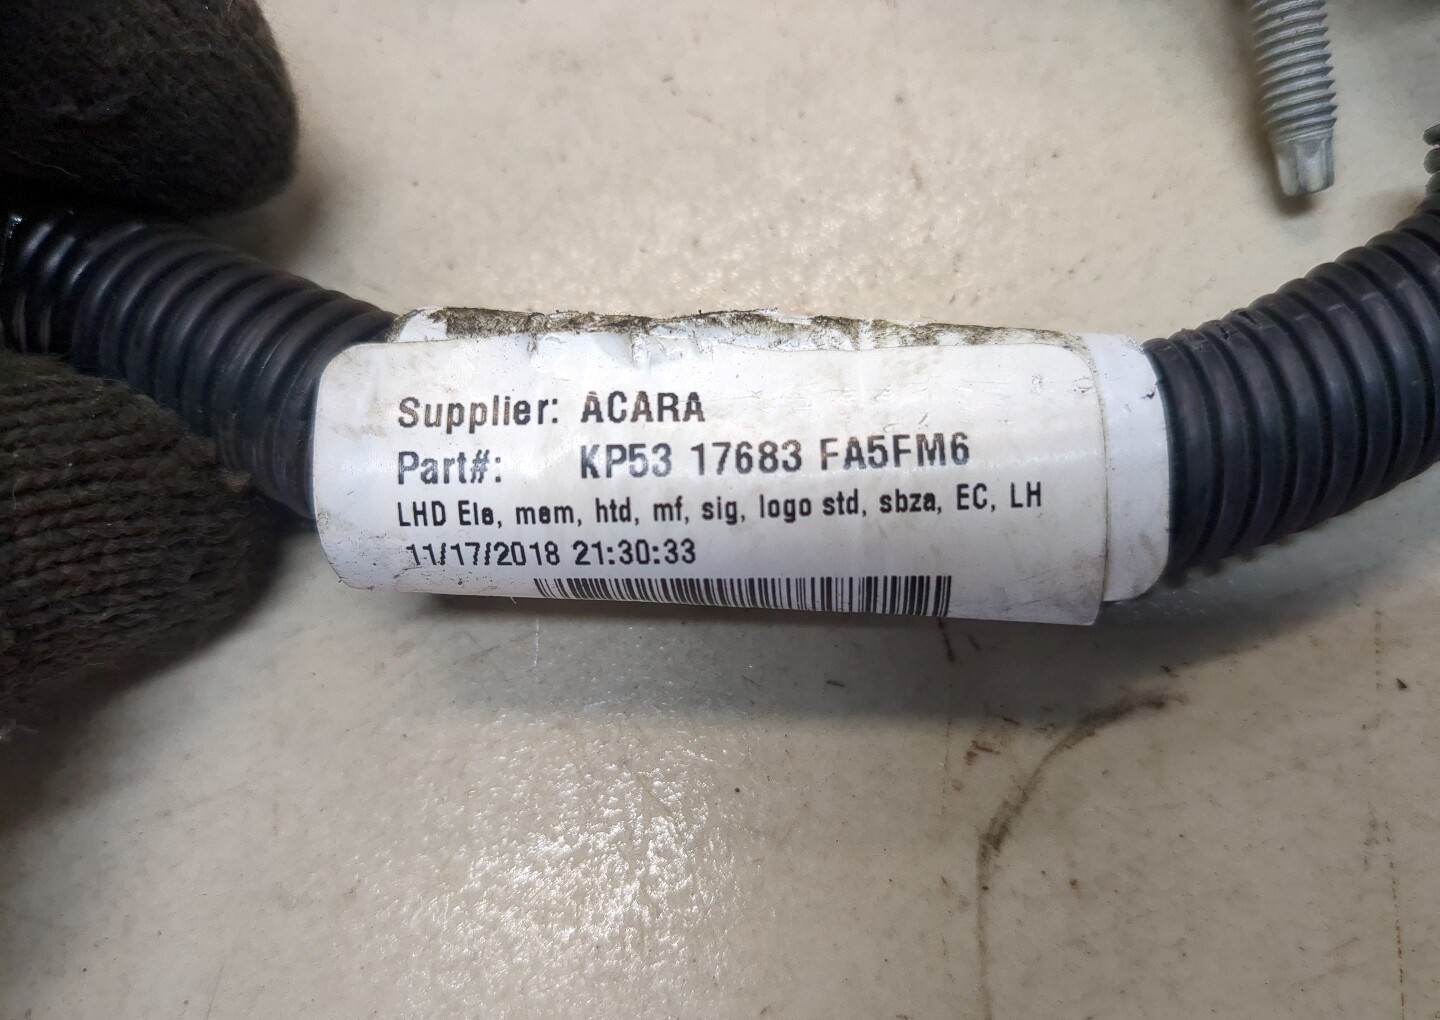 Supplier: ACARA
Part#: KP53 17683 FA5FM6
LHD Ele, mem, htd, mf, sig, logo std, sbza, EC, LH
11/17/2018 21:30:33